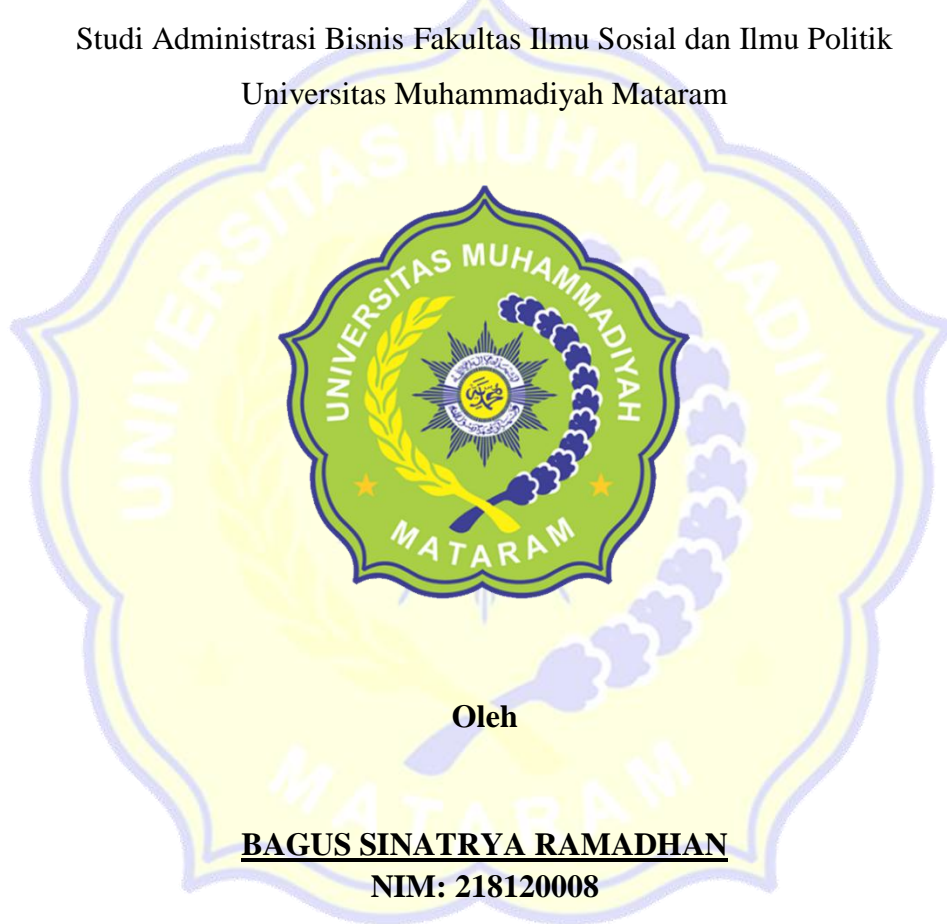 Studi Administrasi Bisnis Fakultas Ilmu Sosial dan Ilmu Politik
Universitas Muhammadiyah Mataram
UNIVERSITAS MUHAMMADIYAH
MATARAM
Oleh
BAGUS SINATRYA RAMADHAN
NIM: 218120008